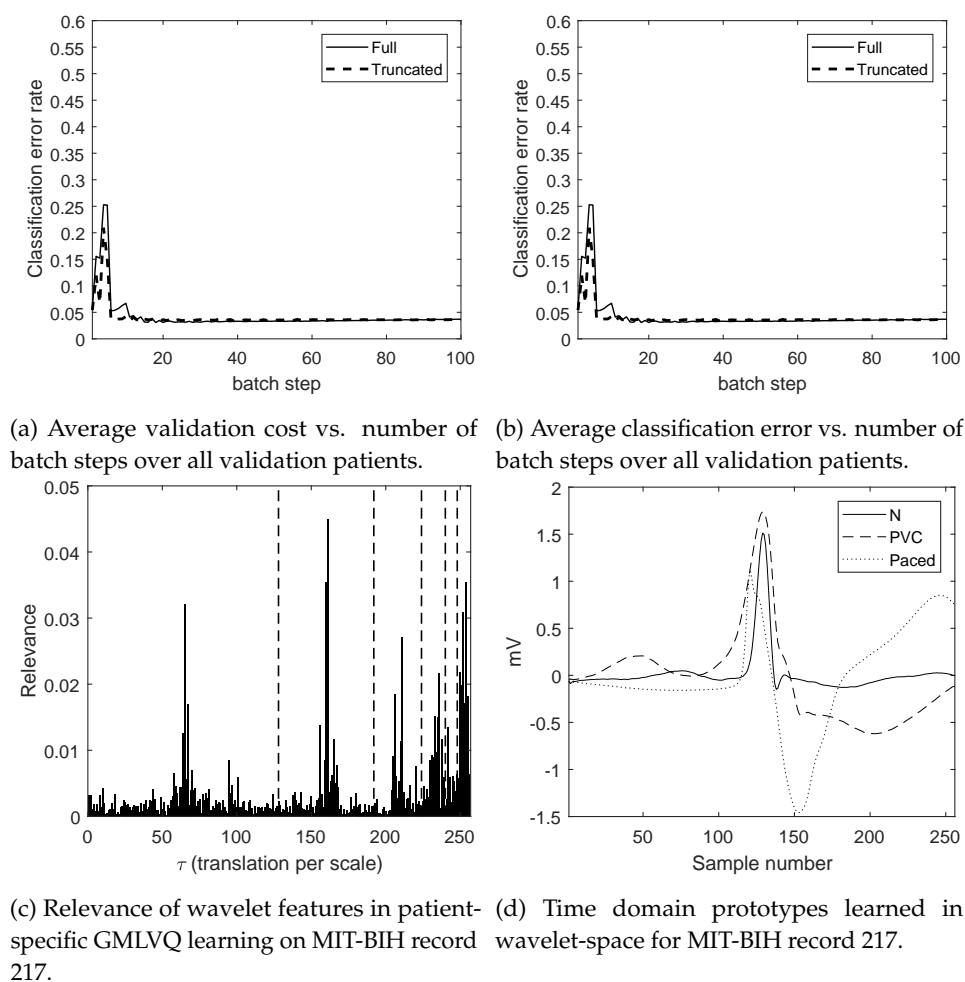 0.6
0.55
0.5
0.45
0.4
0.35
0.3
0.25
0.2
0.15
0.1
0.05
0
Classification error rate
Full
Truncated
20 40 60 80 100
batch step
0.6
0.55
0.5
0.45
0.4
0.35
0.3
0.25
0.2
0.15
0.1
0.05
0
Classification error rate
Full
Truncated
20 40 60 80 100
batch step
(a) Average validation cost vs. number of
batch steps over all validation patients.
(b) Average classification error vs. number of
batch steps over all validation patients.
0.05
0.04
0.03
0.02
0.01
0
Relevance
0 50 100 150 200 250
τ (translation per scale)
2
1.5
1
0.5
0
-0.5
-1
-1.5
mV
N
PVC
Paced
50 100 150 200 250
Sample number
(c) Relevance of wavelet features in patient-
specific GMLVQ learning on MIT-BIH record
217.
(d) Time domain prototypes learned in
wavelet-space for MIT-BIH record 217.